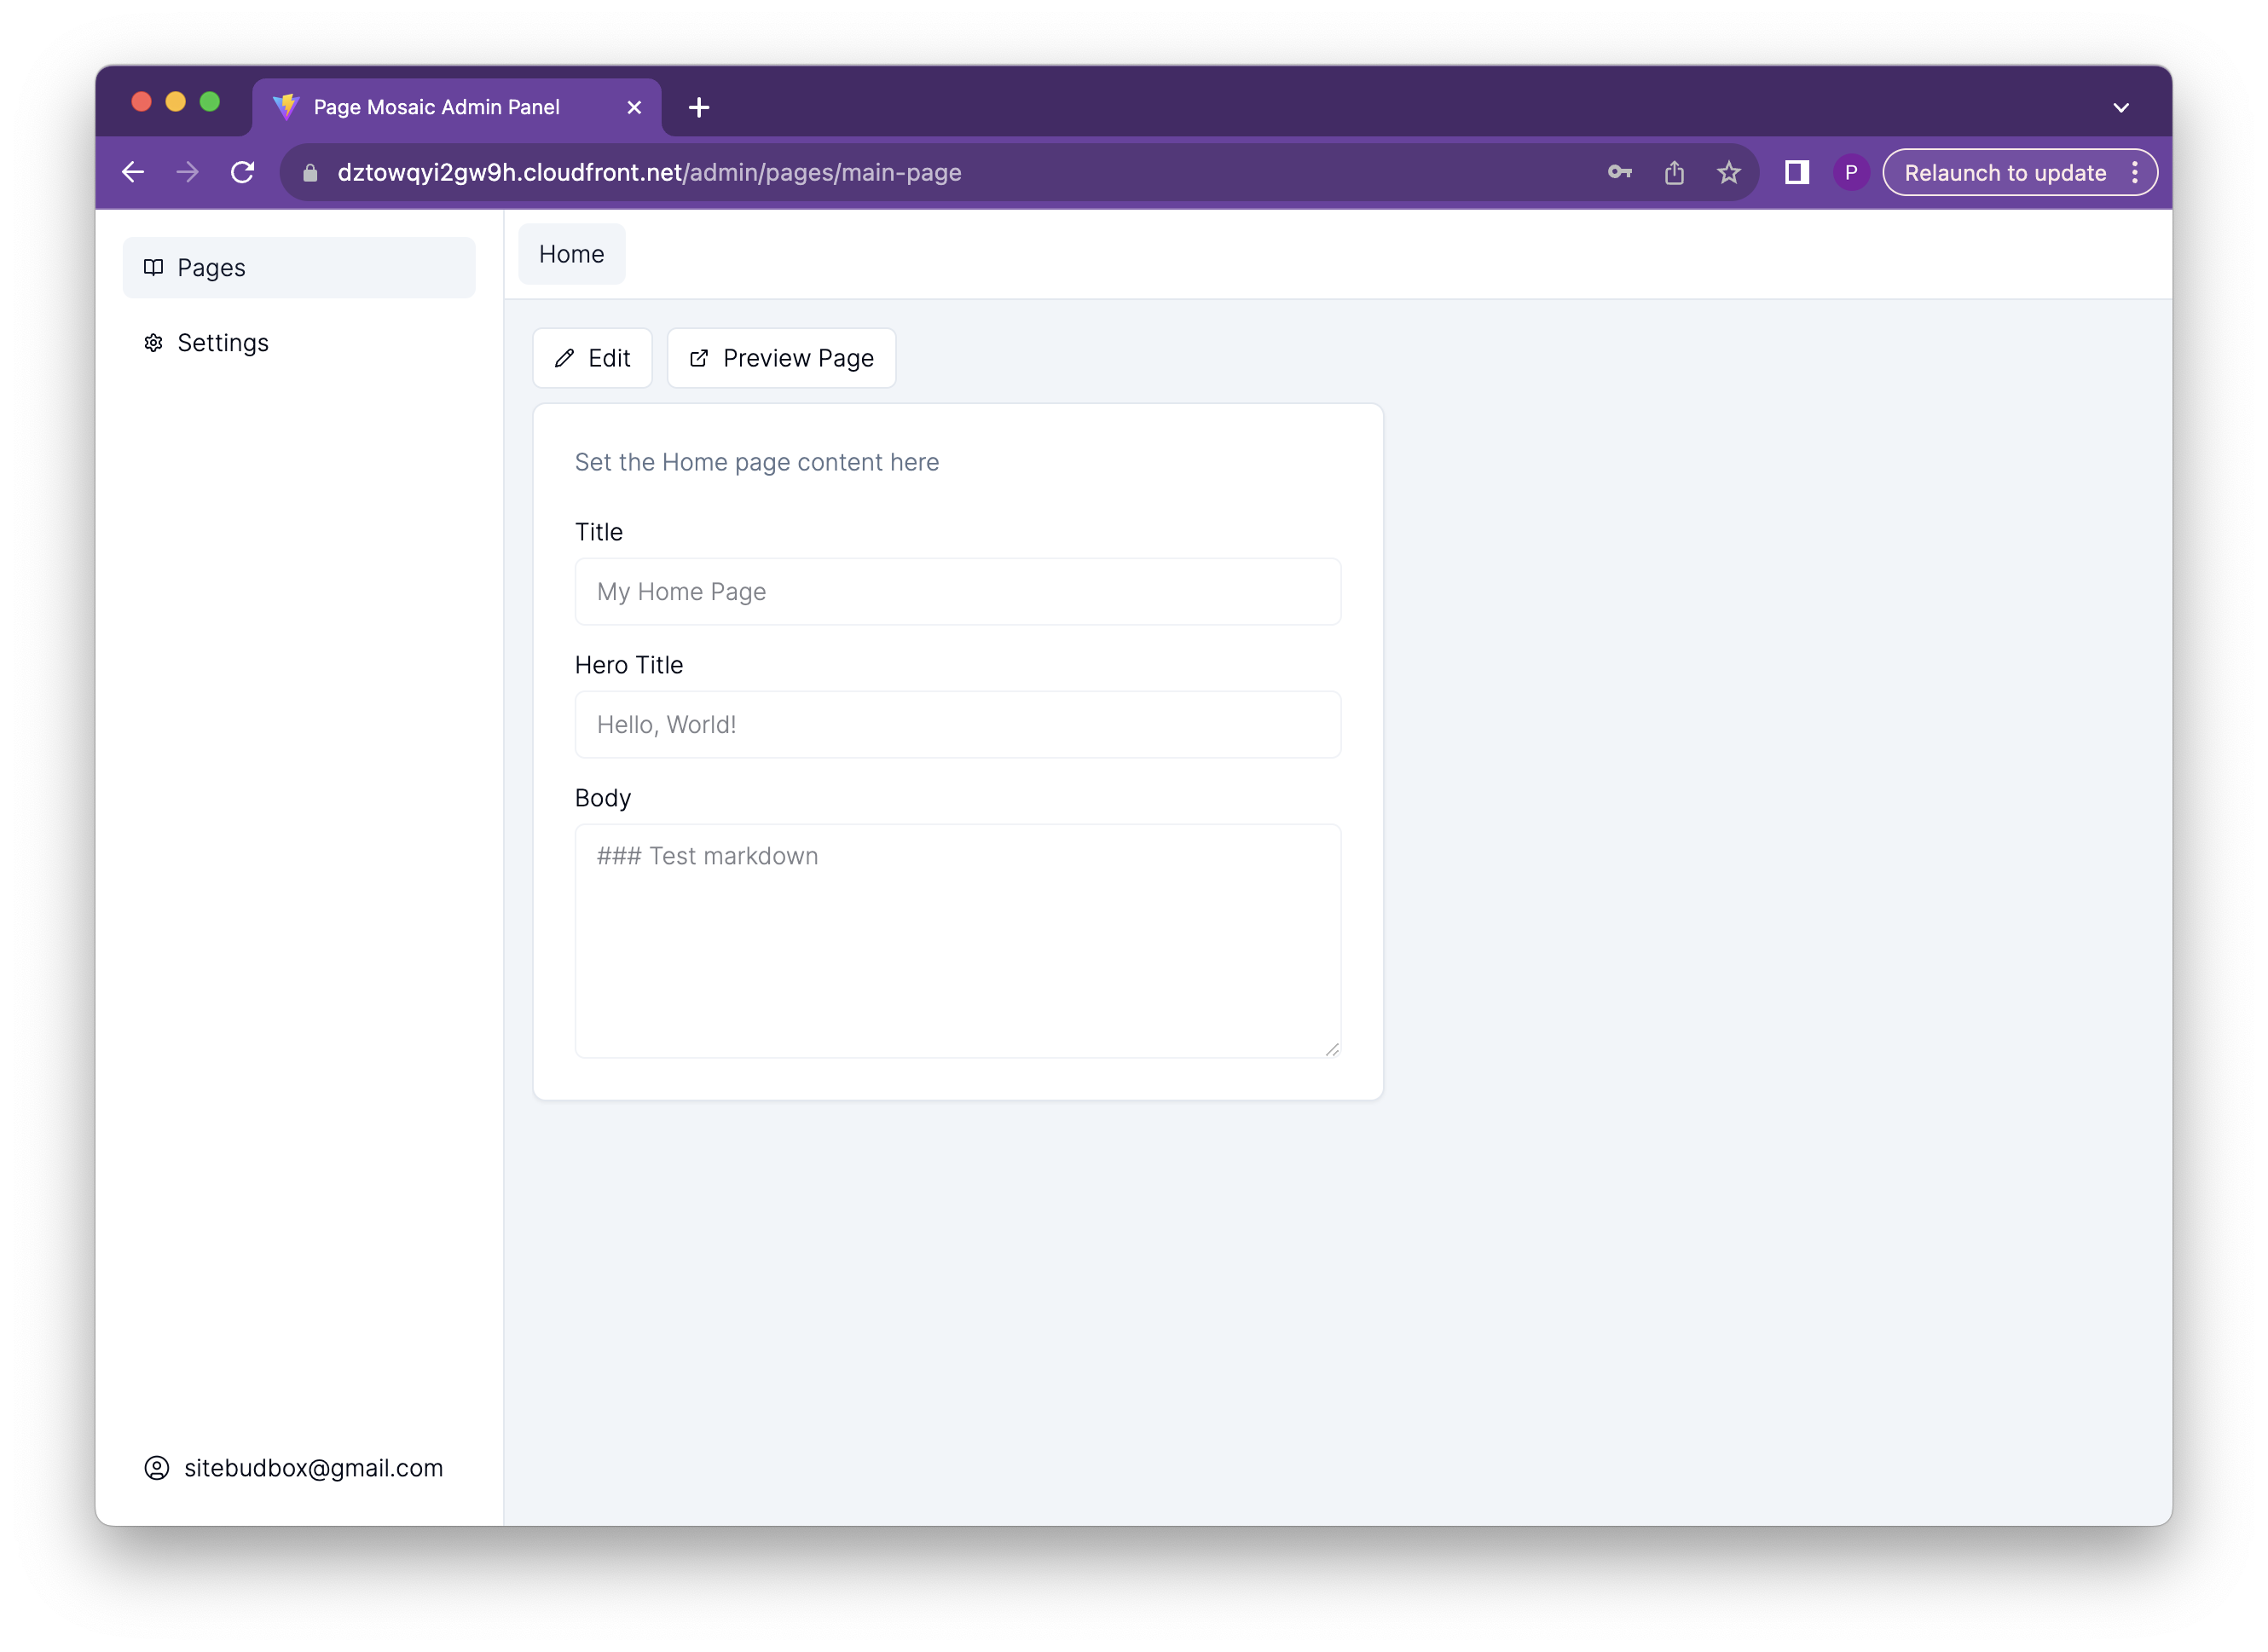 Page Mosaic Admin Panel
dztowqyi2gw9h.cloudfront.net/admin/pages/main-page
P
Relaunch to update
Pages
Settings
Home
Edit
Preview Page
Set the Home page content here
Title
My Home Page
Hero Title
Hello, World!
Body
### Test markdown
sitebudbox@gmail.com